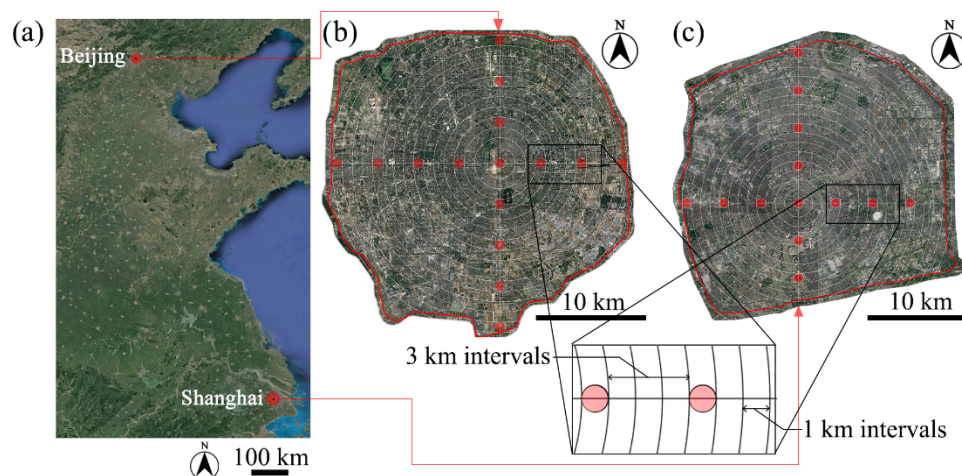 (a)
Beijing
Shanghai
N
100 km
(b)
N
10 km
(c)
N
10 km
3 km intervals
1 km intervals